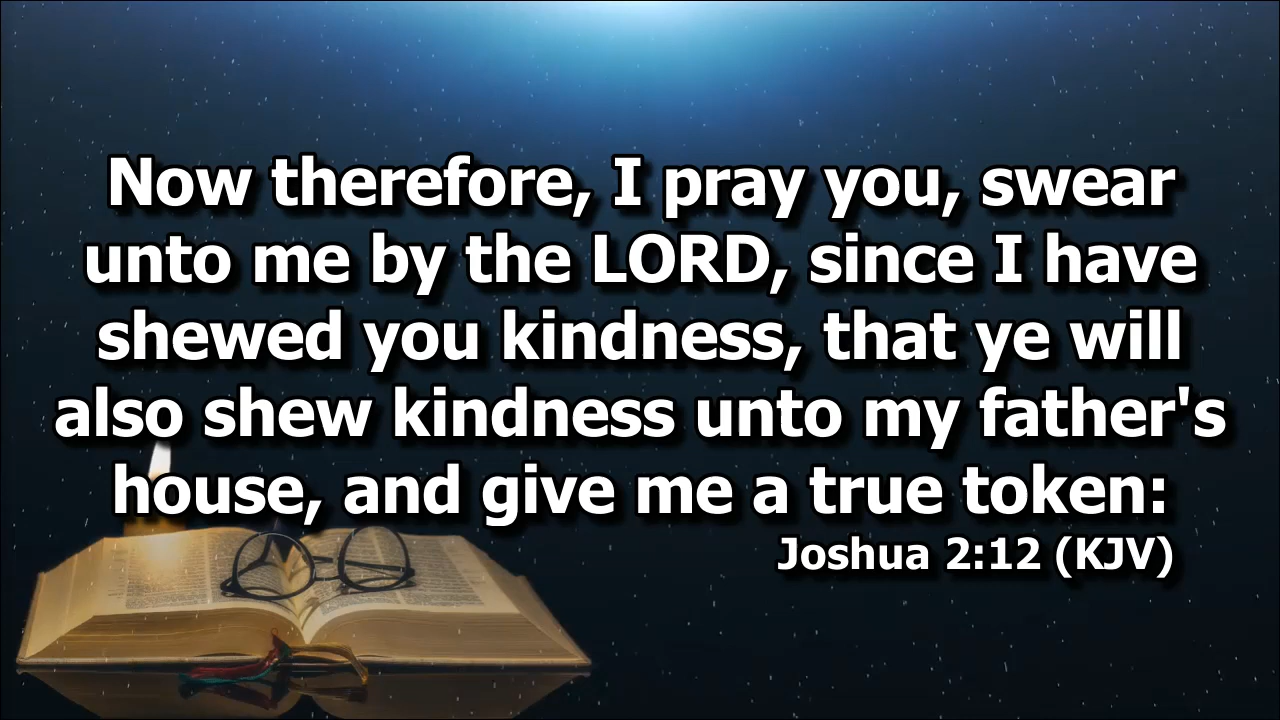 Now therefore, I pray you, swear
unto me by the LORD, since I have
shewed you kindness, that ye will
also shew kindness unto my father's
house, and give me a true token:
Joshua 2:12 (KJV)